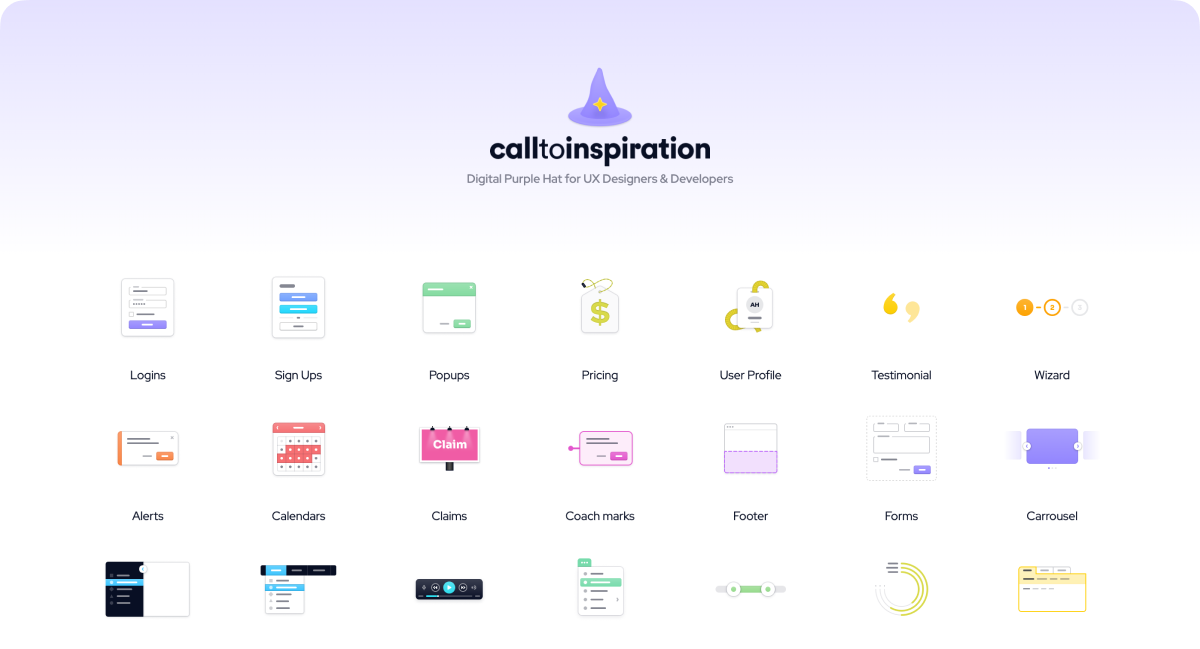 calltoinspiration
Digital Purple Hat for UX Designers & Developers
AH
1 2 3
Logins Sign Ups Popups Pricing User Profile Testimonial Wizard
Claim
Alerts Calendars Claims Coach marks Footer Forms Carrousel